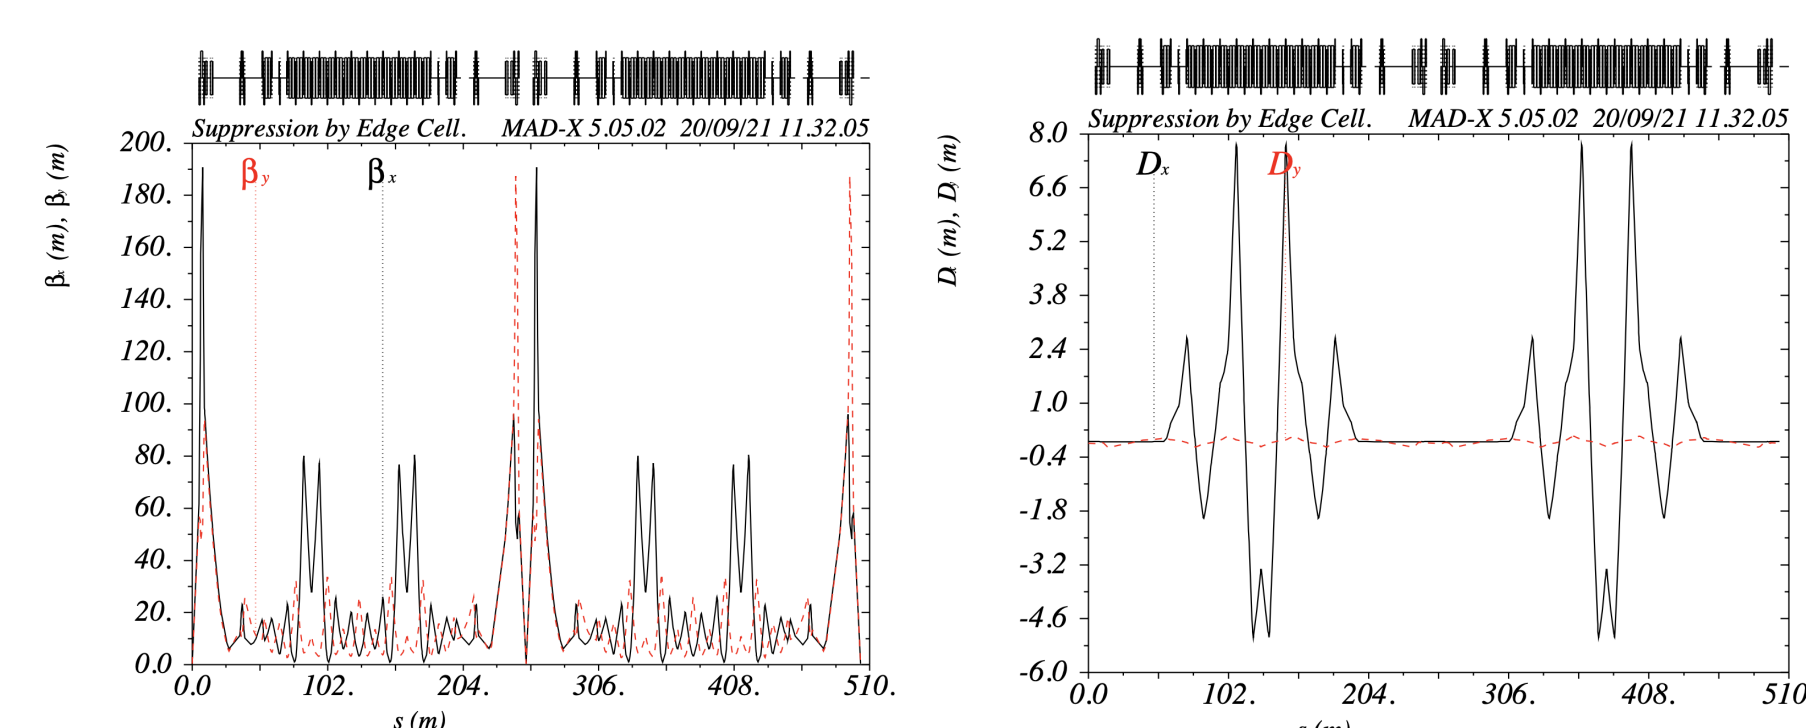 Suppression by Edge Cell. MAD-X 5.05.02 20/09/21 11.32.05
200.
180.
160.
140.
120.
100.
80.
60.
40.
20.
0.0
0.0 102. 204. 306. 408. 510.
s (m)
βx (m), βy (m)
βy βx
Suppression by Edge Cell. MAD-X 5.05.02 20/09/21 11.32.05
8.0
6.6
5.2
3.8
2.4
1.0
-0.4
-1.8
-3.2
-4.6
-6.0
0.0 102. 204. 306. 408. 510.
s (m)
Dx (m), Dy (m)
Dx Dy